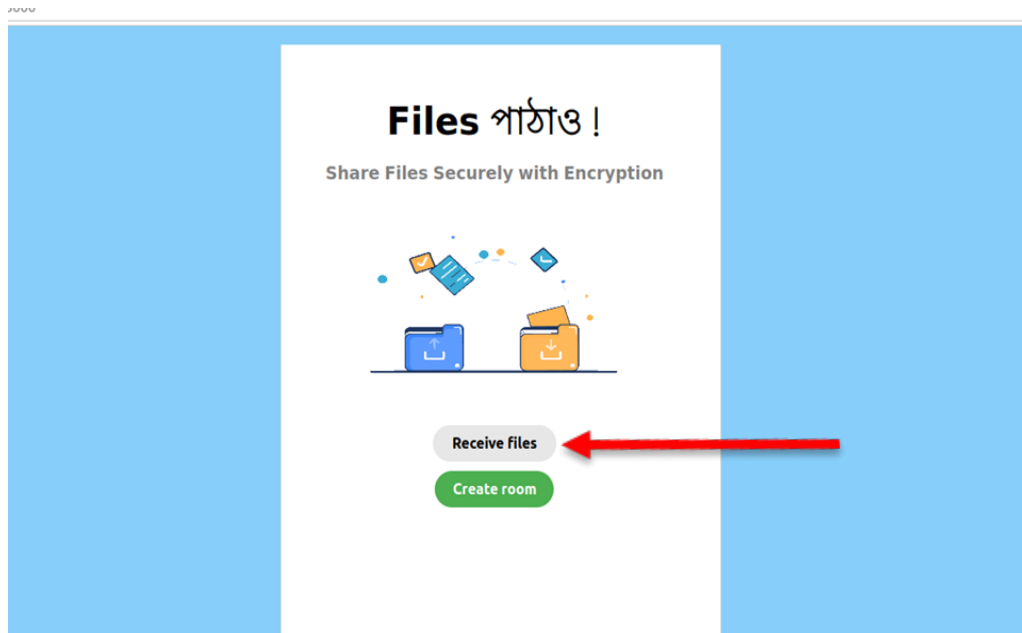 Files পাঠাও !
Share Files Securely with Encryption
Receive files
Create room